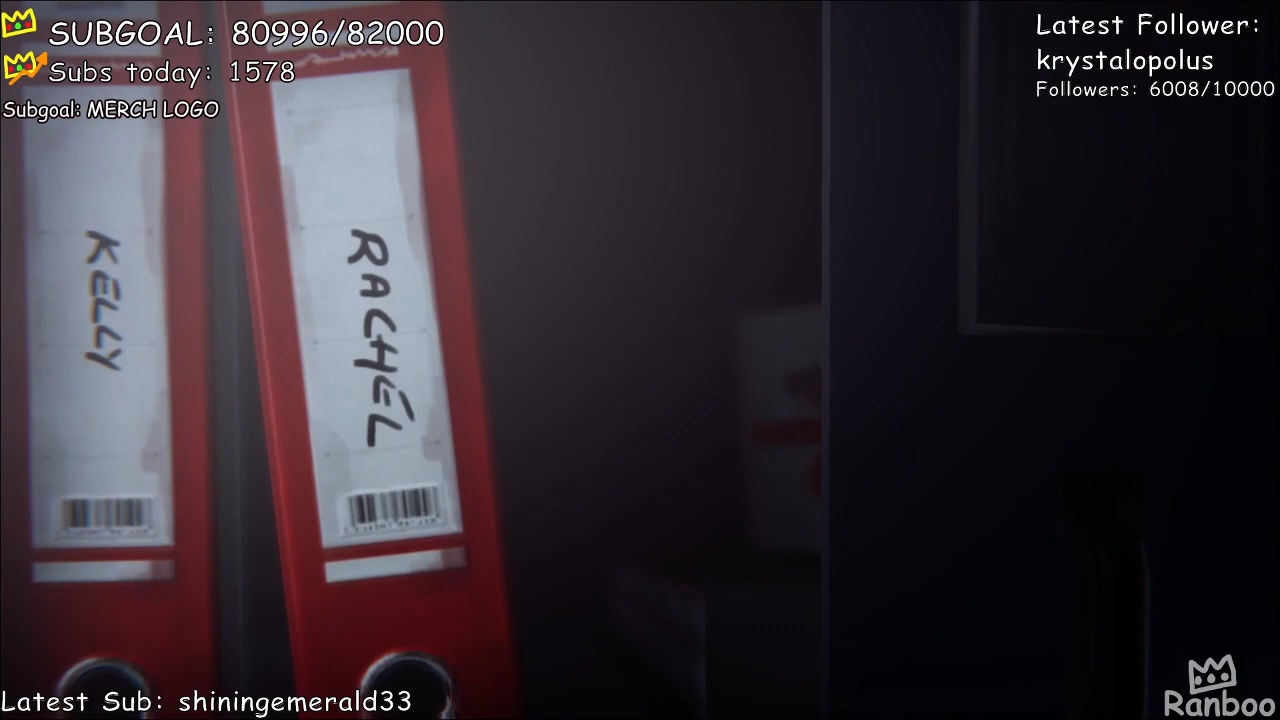 SUBGOAL: 80996/82000
Subs today: 1578
Subgoal: MERCH LOGO
Latest Follower:
krystalopolus
Followers: 6008/10000
KELLY
RACHEL
Latest Sub: shiningemerald33
Ranboo